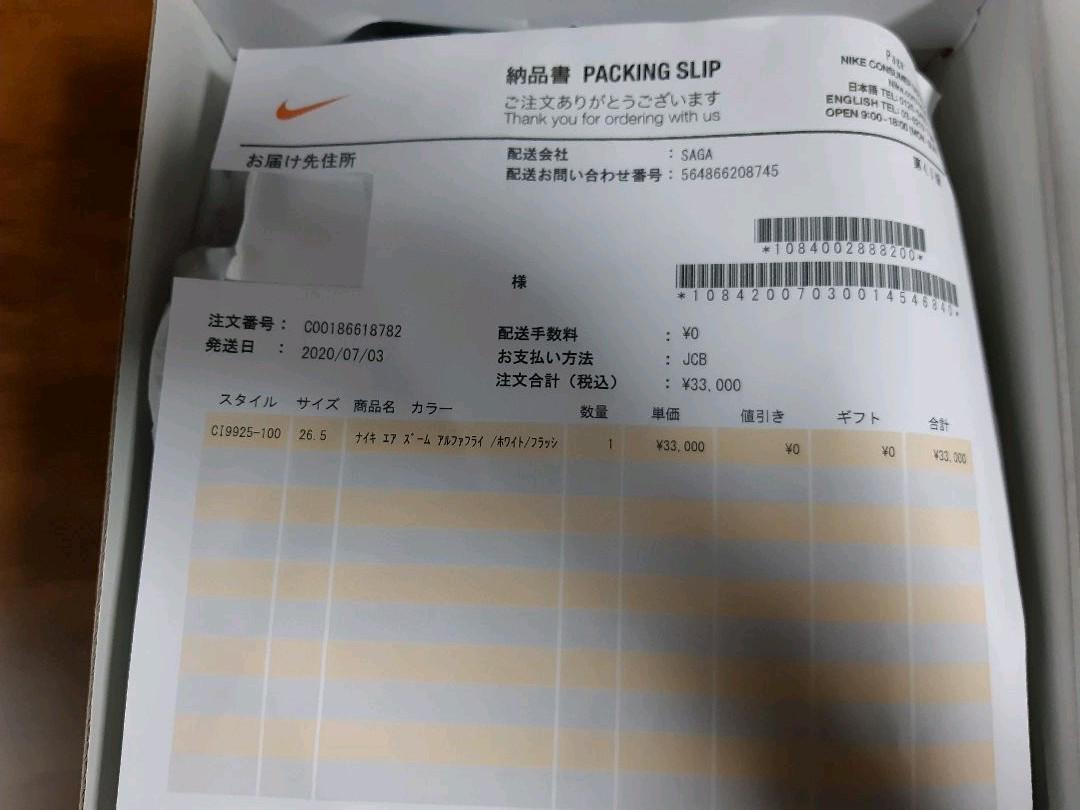 納品書 PACKING SLIP
ご注文ありがとうございます
Thank you for ordering with us
NIKE CONSUMER
日本語 TEL:
ENGLISH TEL:
OPEN 9:00-18:00
お届け先住所
配送会社 : SAGA
配送お問い合わせ番号 : 564866208745
*1084002888200*
様
注文番号 : C00186618782
発送日 : 2020/07/03
配送手数料 : ¥0
お支払い方法 : JCB
注文合計（税込） : ¥33,000
スタイル サイズ 商品名 カラー 数量 単価 値引き ギフト 合計
CI9925-100 26.5 ﾅｲｷ ｴｱ ｽﾞｰﾑ ｱﾙﾌｧﾌﾗｲ /ﾎﾜｲﾄ/ﾌﾗｯｼ 1 ¥33,000 ¥0 ¥0 ¥33,000